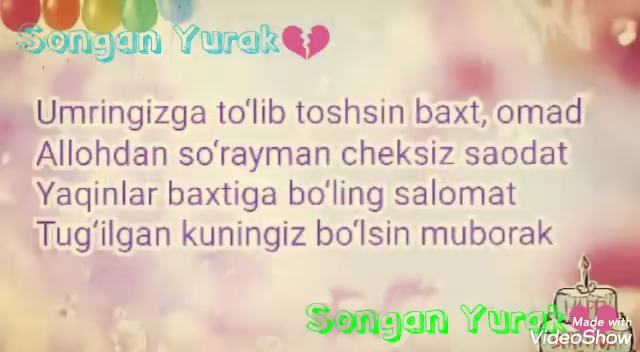 Songan Yurak💔
Umringizga to‘lib toshsin baxt, omad
Allohdan so‘rayman cheksiz saodat
Yaqinlar baxtiga bo‘ling salomat
Tug‘ilgan kuningiz bo‘lsin muborak
Songan Yurak
Made with
VideoShow